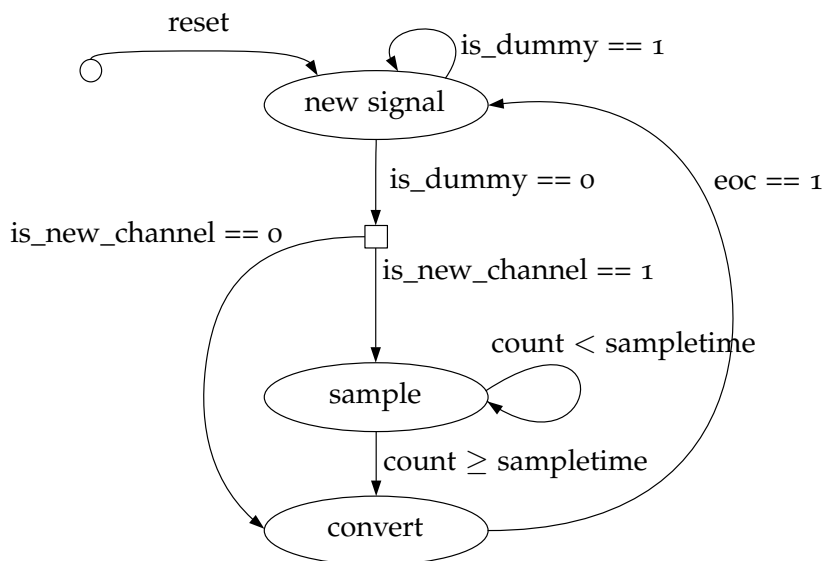 reset
is_dummy == 1
new signal
is_dummy == 0
eoc == 1
is_new_channel == 0
is_new_channel == 1
count < sampletime
sample
count ≥ sampletime
convert